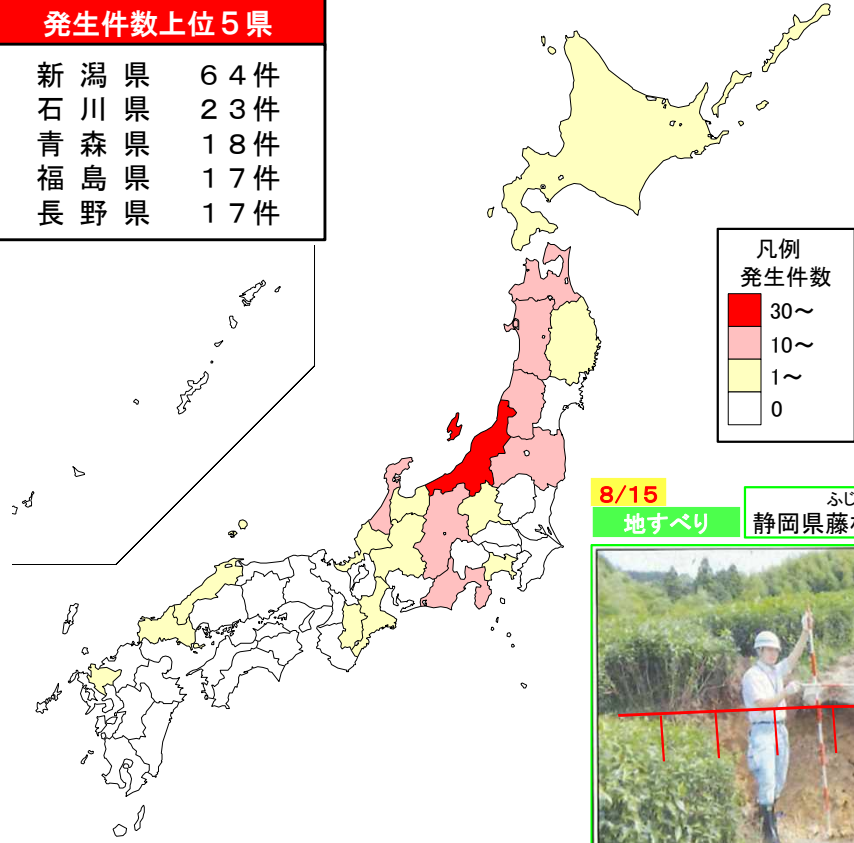 発生件数上位５県
新潟県　６４件
石川県　２３件
青森県　１８件
福島県　１７件
長野県　１７件
凡例
発生件数
30～
10～
1～
0
8/15
地すべり
ふじ
静岡県藤